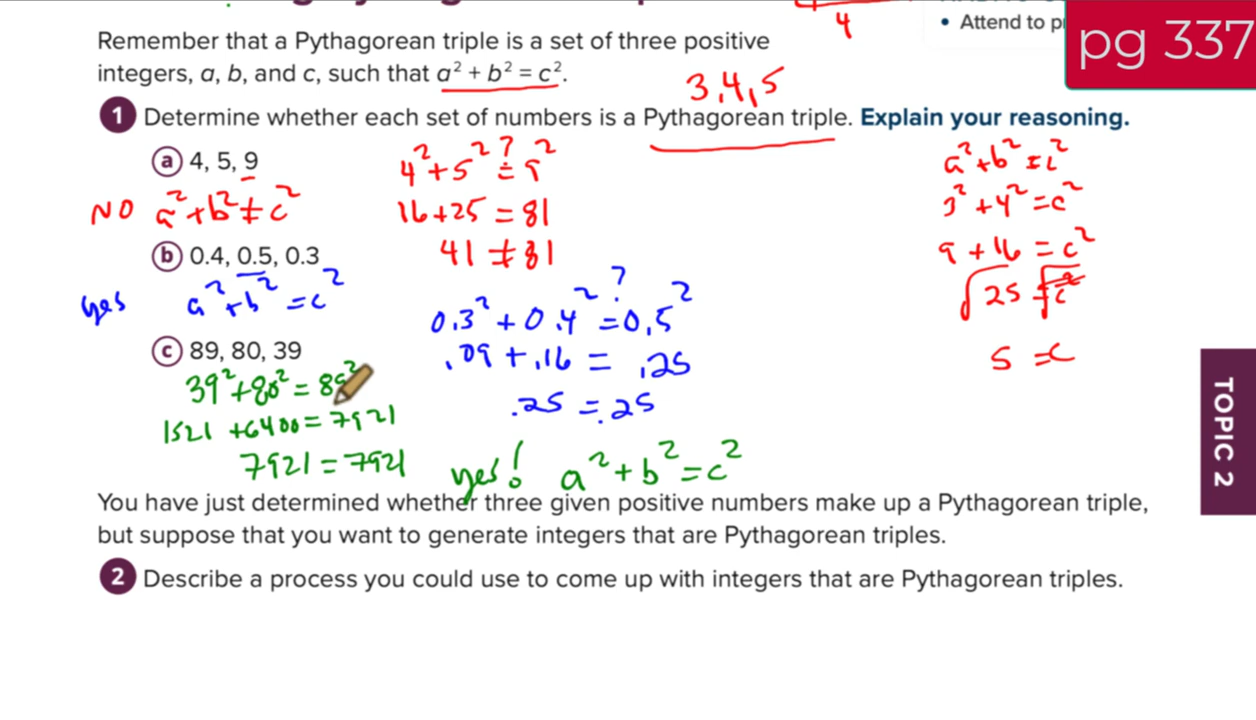 4
• Attend to p
pg 337
Remember that a Pythagorean triple is a set of three positive
integers, a, b, and c, such that a² + b² = c².
3,4,5
1 Determine whether each set of numbers is a Pythagorean triple. Explain your reasoning.
a 4, 5, 9
4² + 5² ≟ 9²
a² + b² = c²
NO a² + b² ≠ c²
16 + 25 = 81
3² + 4² = c²
b 0.4, 0.5, 0.3
41 ≠ 81
9 + 16 = c²
yes a² + b² = c²
0.3² + 0.4² ≟ 0.5²
√25 = √c²
c 89, 80, 39
.09 + .16 = .25
5 = c
39² + 80² = 89²
.25 = .25
1521 + 6400 = 7921
7921 = 7921
yes! a² + b² = c²
TOPIC 2
You have just determined whether three given positive numbers make up a Pythagorean triple,
but suppose that you want to generate integers that are Pythagorean triples.
2 Describe a process you could use to come up with integers that are Pythagorean triples.